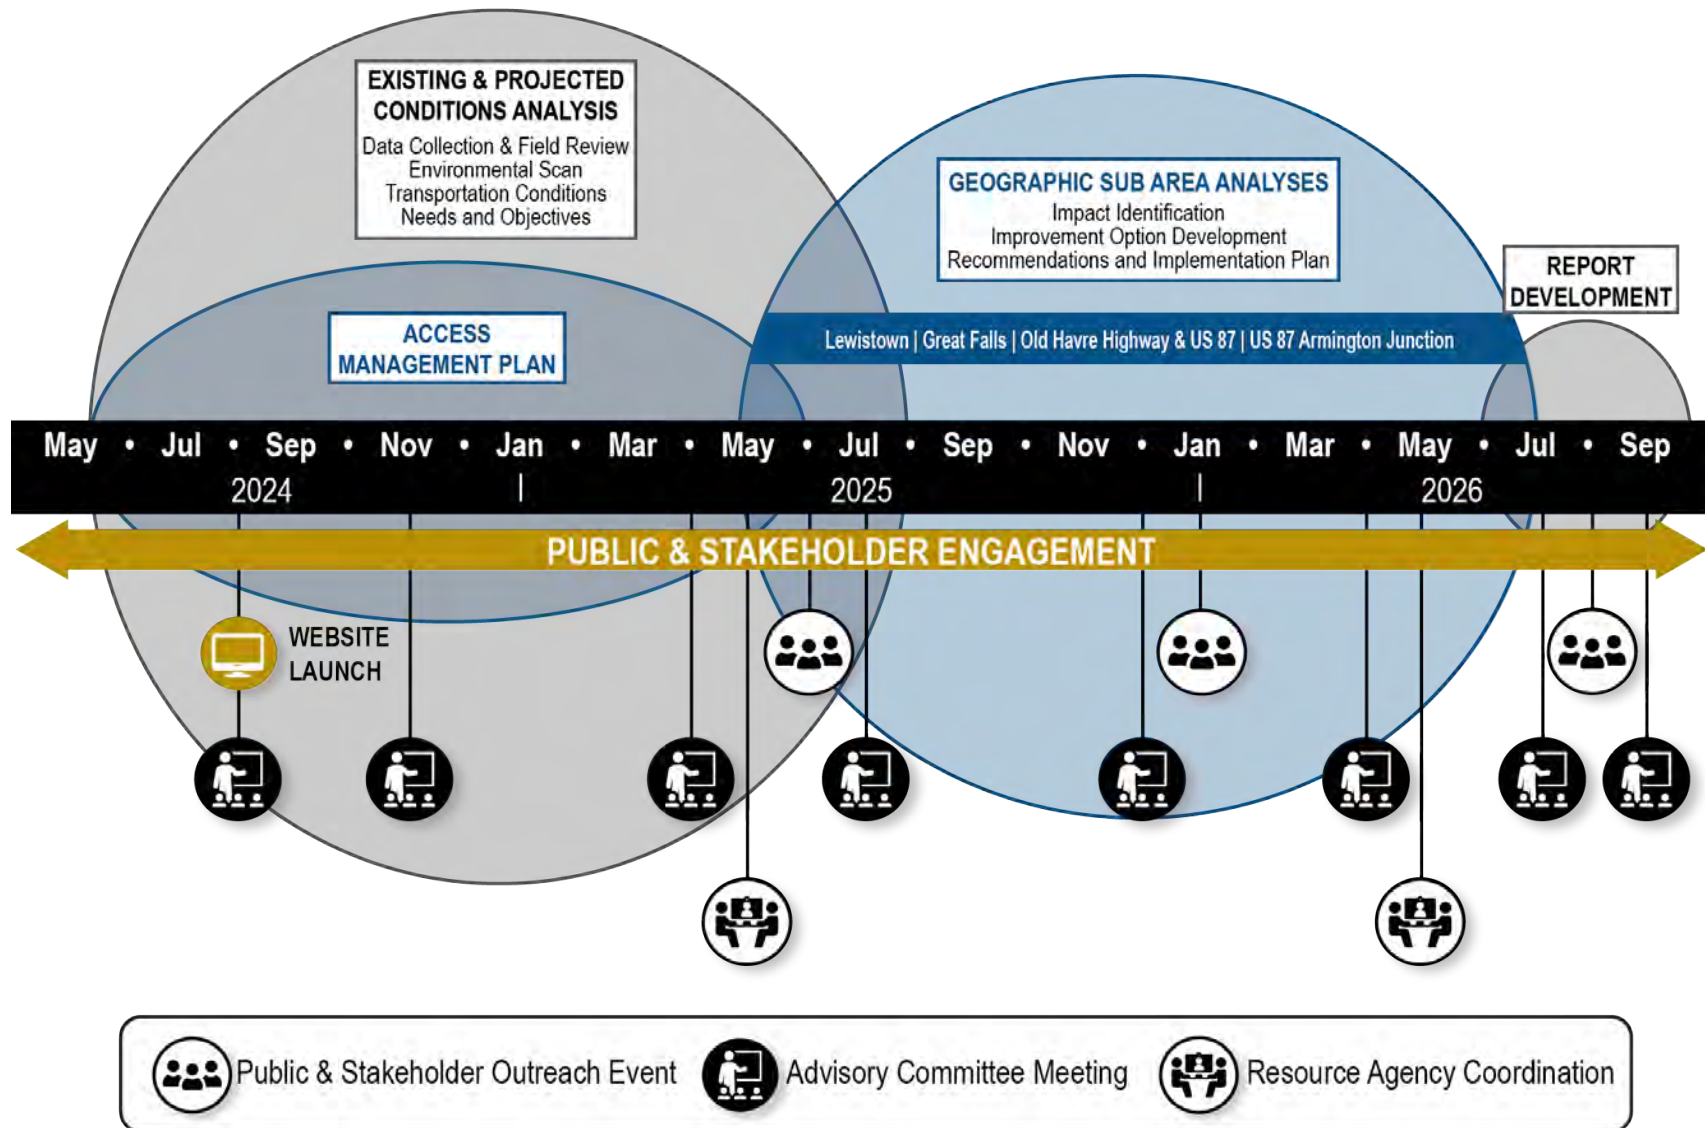 EXISTING & PROJECTED
CONDITIONS ANALYSIS
Data Collection & Field Review
Environmental Scan
Transportation Conditions
Needs and Objectives
ACCESS
MANAGEMENT PLAN
GEOGRAPHIC SUB AREA ANALYSES
Impact Identification
Improvement Option Development
Recommendations and Implementation Plan
Lewistown | Great Falls | Old Havre Highway & US 87 | US 87 Armington Junction
REPORT
DEVELOPMENT
May • Jul • Sep • Nov • Jan • Mar • May • Jul • Sep • Nov • Jan • Mar • May • Jul • Sep
2024 | 2025 | 2026
PUBLIC & STAKEHOLDER ENGAGEMENT
WEBSITE
LAUNCH
Public & Stakeholder Outreach Event
Advisory Committee Meeting
Resource Agency Coordination